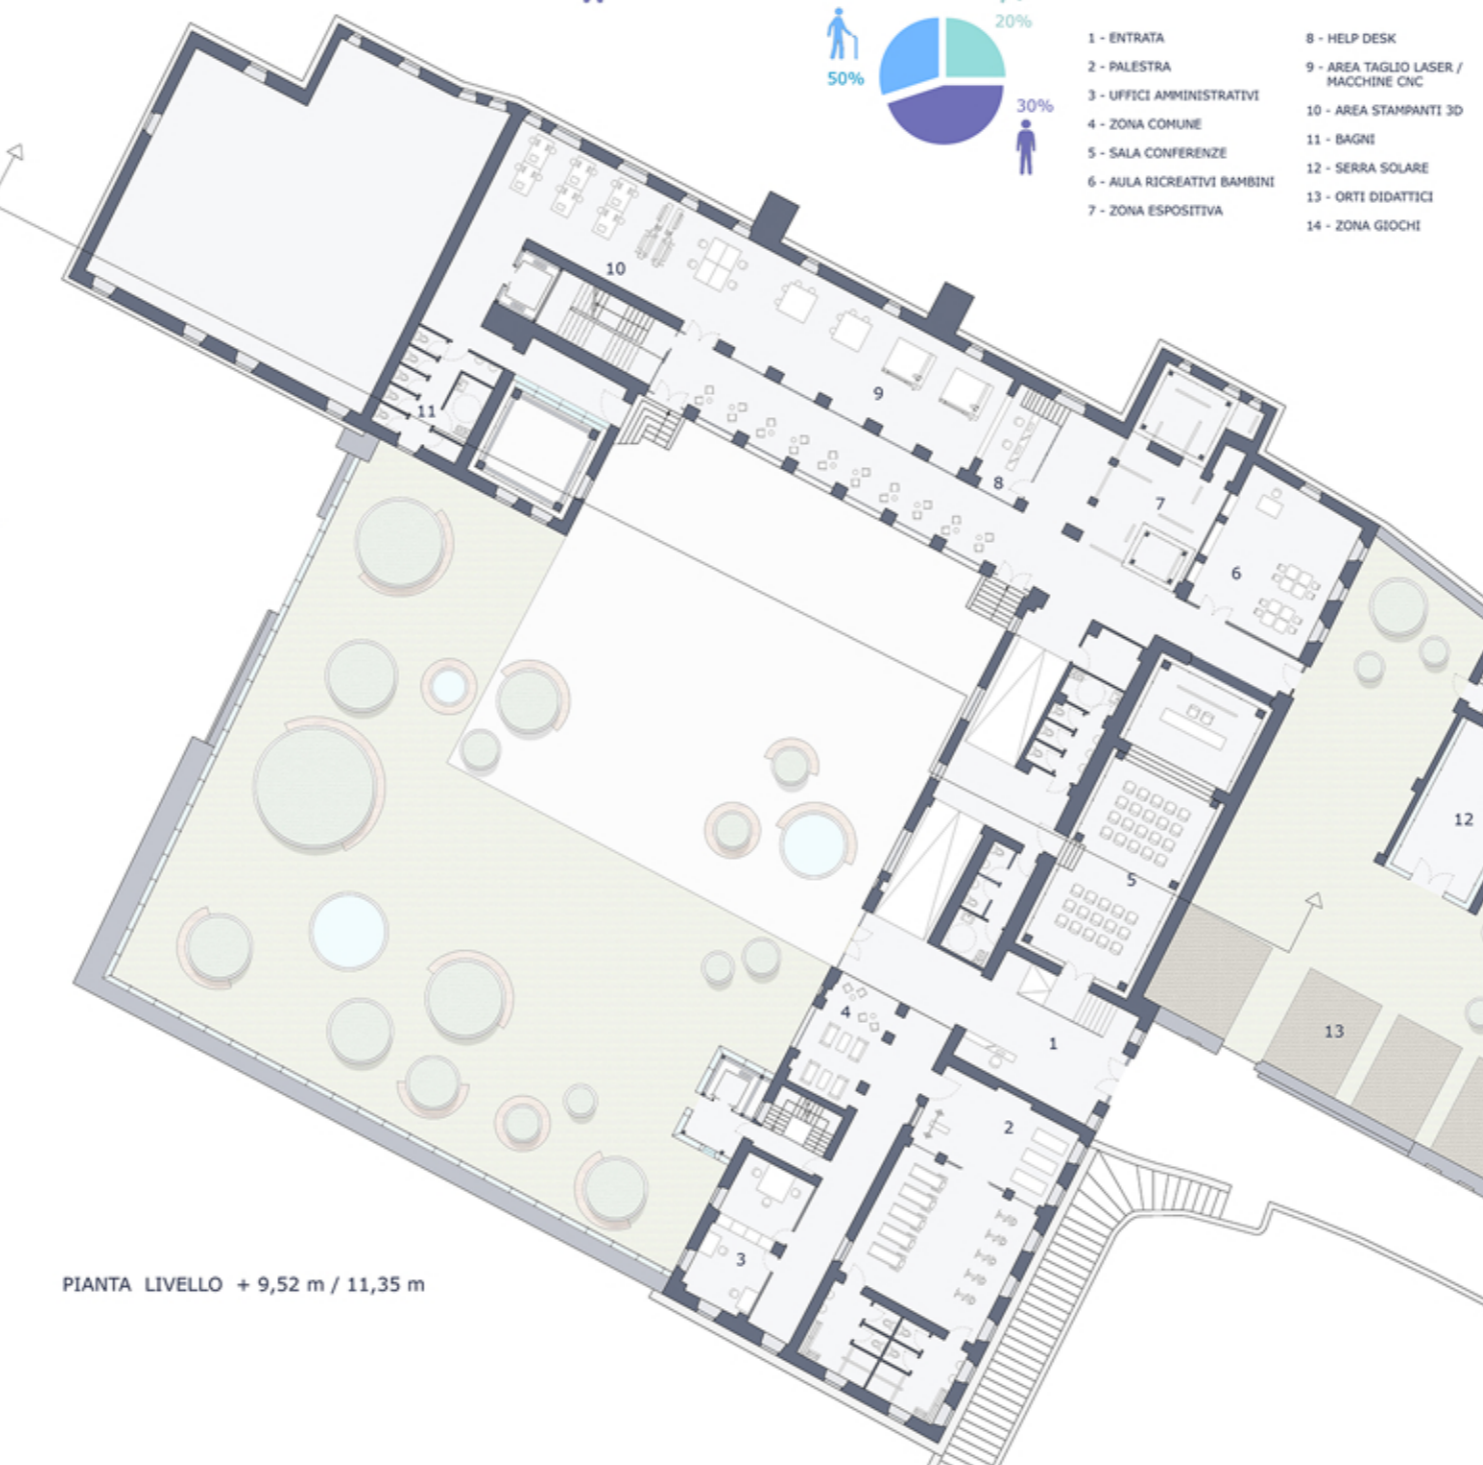 20%
50%
30%
1 - ENTRATA
2 - PALESTRA
3 - UFFICI AMMINISTRATIVI
4 - ZONA COMUNE
5 - SALA CONFERENZE
6 - AULA RICREATIVI BAMBINI
7 - ZONA ESPOSITIVA
8 - HELP DESK
9 - AREA TAGLIO LASER /
MACCHINE CNC
10 - AREA STAMPANTI 3D
11 - BAGNI
12 - SERRA SOLARE
13 - ORTI DIDATTICI
14 - ZONA GIOCHI
10
9
11
8
7
6
12
5
4
13
1
2
3
PIANTA LIVELLO + 9,52 m / 11,35 m